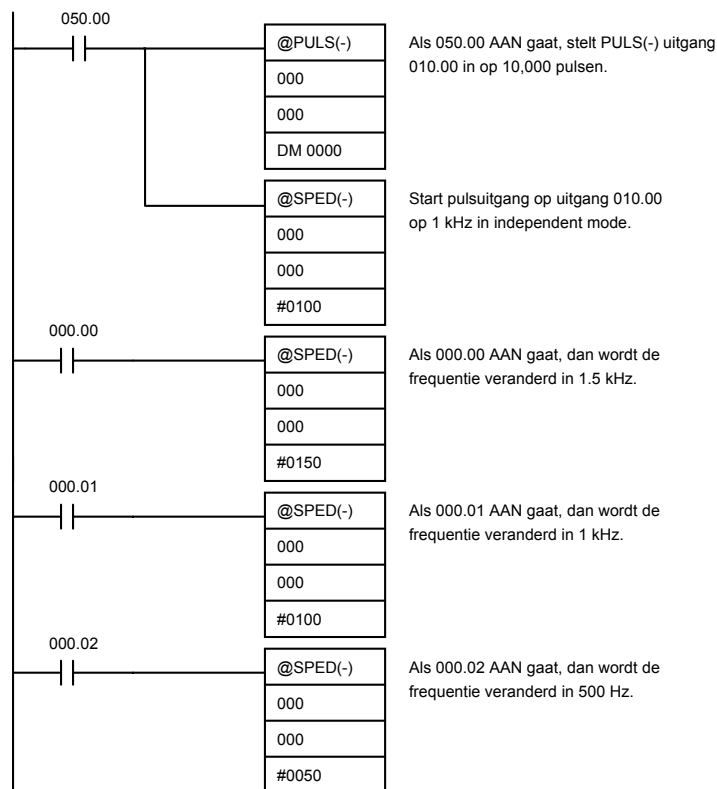 050.00
@PULS(-)
000
000
DM 0000
Als 050.00 AAN gaat, stelt PULS(-) uitgang
010.00 in op 10,000 pulsen.
@SPED(-)
000
000
#0100
Start pulsuitgang op uitgang 010.00
op 1 kHz in independent mode.
000.00
@SPED(-)
000
000
#0150
Als 000.00 AAN gaat, dan wordt de
frequentie veranderd in 1.5 kHz.
000.01
@SPED(-)
000
000
#0100
Als 000.01 AAN gaat, dan wordt de
frequentie veranderd in 1 kHz.
000.02
@SPED(-)
000
000
#0050
Als 000.02 AAN gaat, dan wordt de
frequentie veranderd in 500 Hz.